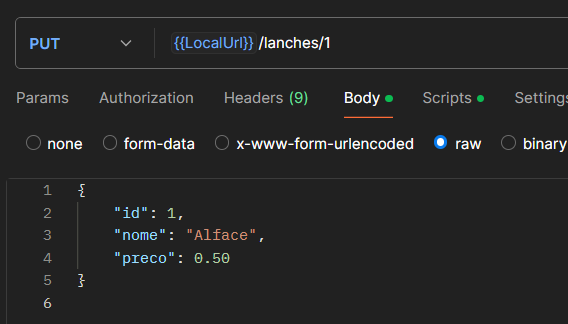 PUT {{LocalUrl}}/lanches/1
Params Authorization Headers (9) Body Scripts Settings
none form-data x-www-form-urlencoded raw binary
1 {
2 "id": 1,
3 "nome": "Alface",
4 "preco": 0.50
5 }
6